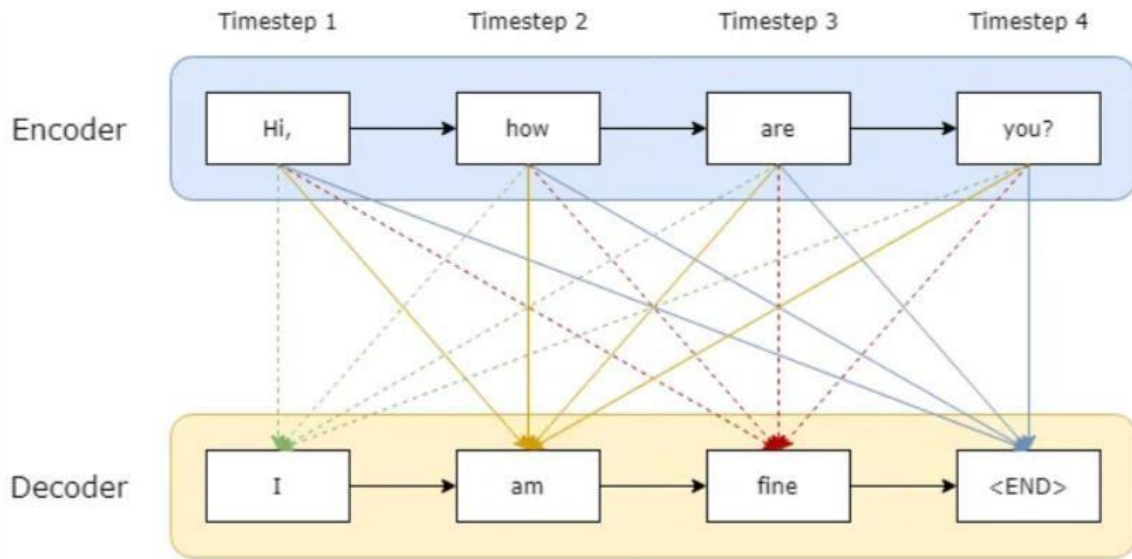 Timestep 1 Timestep 2 Timestep 3 Timestep 4
Encoder Hi, how are you?
Decoder I am fine <END>